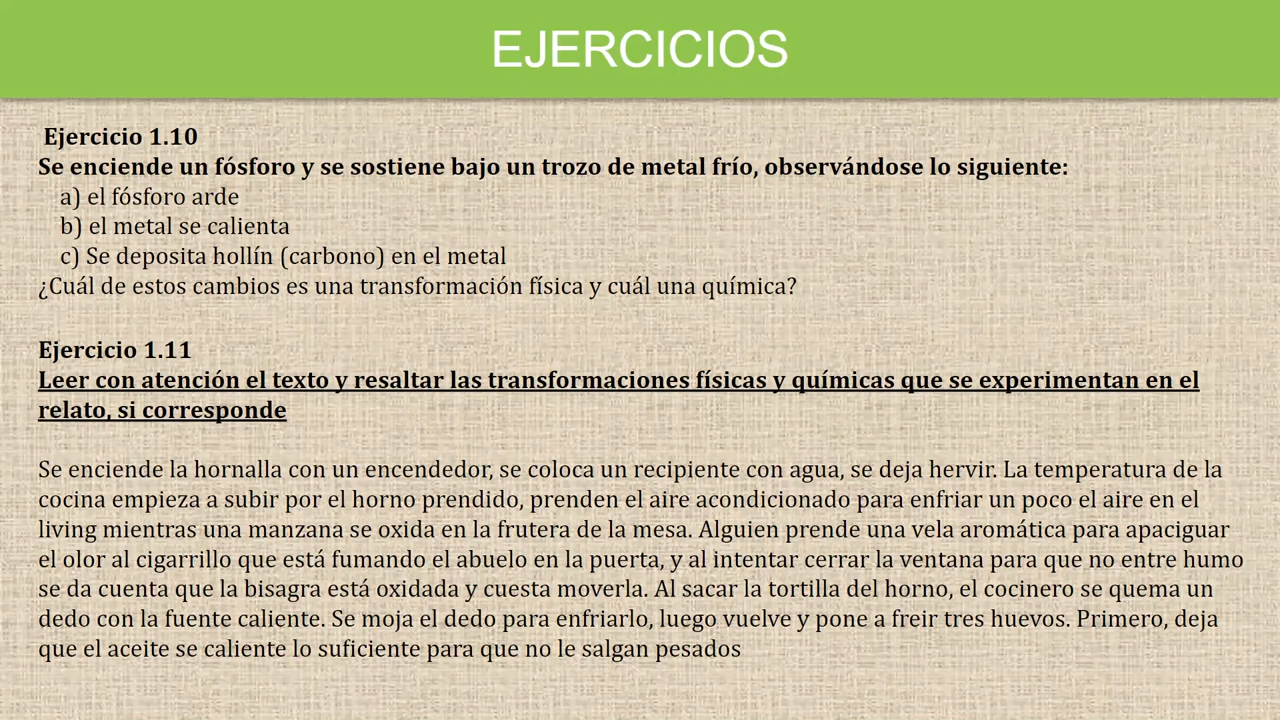 EJERCICIOS
Ejercicio 1.10
Se enciende un fósforo y se sostiene bajo un trozo de metal frío, observándose lo siguiente:
a) el fósforo arde
b) el metal se calienta
c) Se deposita hollín (carbono) en el metal
¿Cuál de estos cambios es una transformación física y cuál una química?
Ejercicio 1.11
Leer con atención el texto y resaltar las transformaciones físicas y químicas que se experimentan en el
relato, si corresponde
Se enciende la hornalla con un encendedor, se coloca un recipiente con agua, se deja hervir. La temperatura de la
cocina empieza a subir por el horno prendido, prenden el aire acondicionado para enfriar un poco el aire en el
living mientras una manzana se oxida en la frutera de la mesa. Alguien prende una vela aromática para apaciguar
el olor al cigarrillo que está fumando el abuelo en la puerta, y al intentar cerrar la ventana para que no entre humo
se da cuenta que la bisagra está oxidada y cuesta moverla. Al sacar la tortilla del horno, el cocinero se quema un
dedo con la fuente caliente. Se moja el dedo para enfriarlo, luego vuelve y pone a freir tres huevos. Primero, deja
que el aceite se caliente lo suficiente para que no le salgan pesados